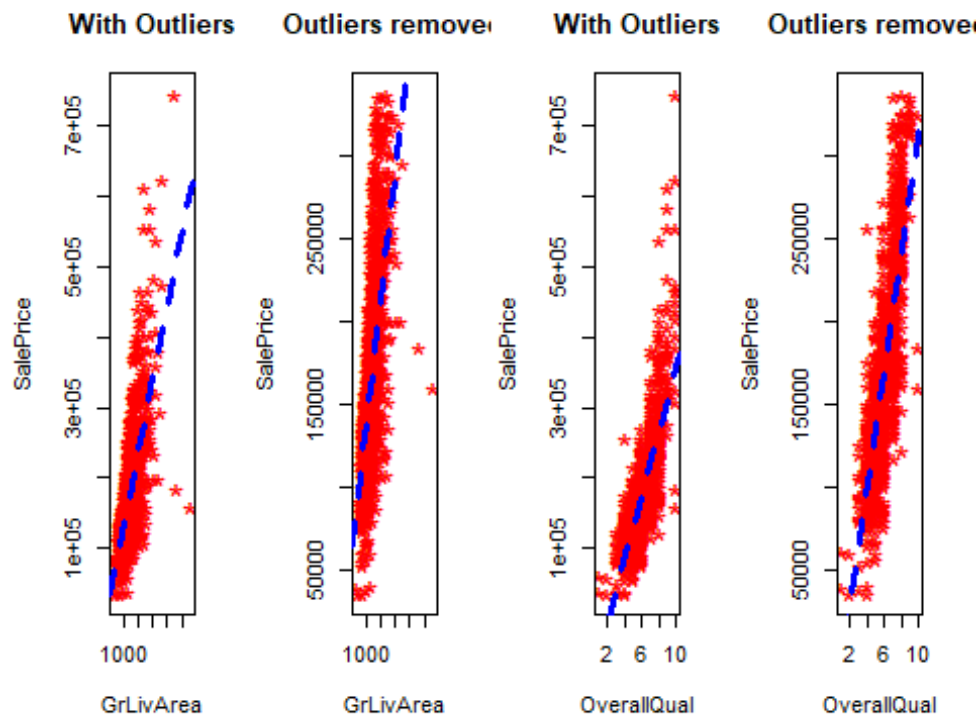 With Outliers
SalePrice
7e+05
5e+05
3e+05
1e+05
1000
GrLivArea
Outliers remove
SalePrice
250000
150000
50000
1000
GrLivArea
With Outliers
SalePrice
7e+05
5e+05
3e+05
1e+05
2 6 10
OverallQual
Outliers remove
SalePrice
250000
150000
50000
2 6 10
OverallQual